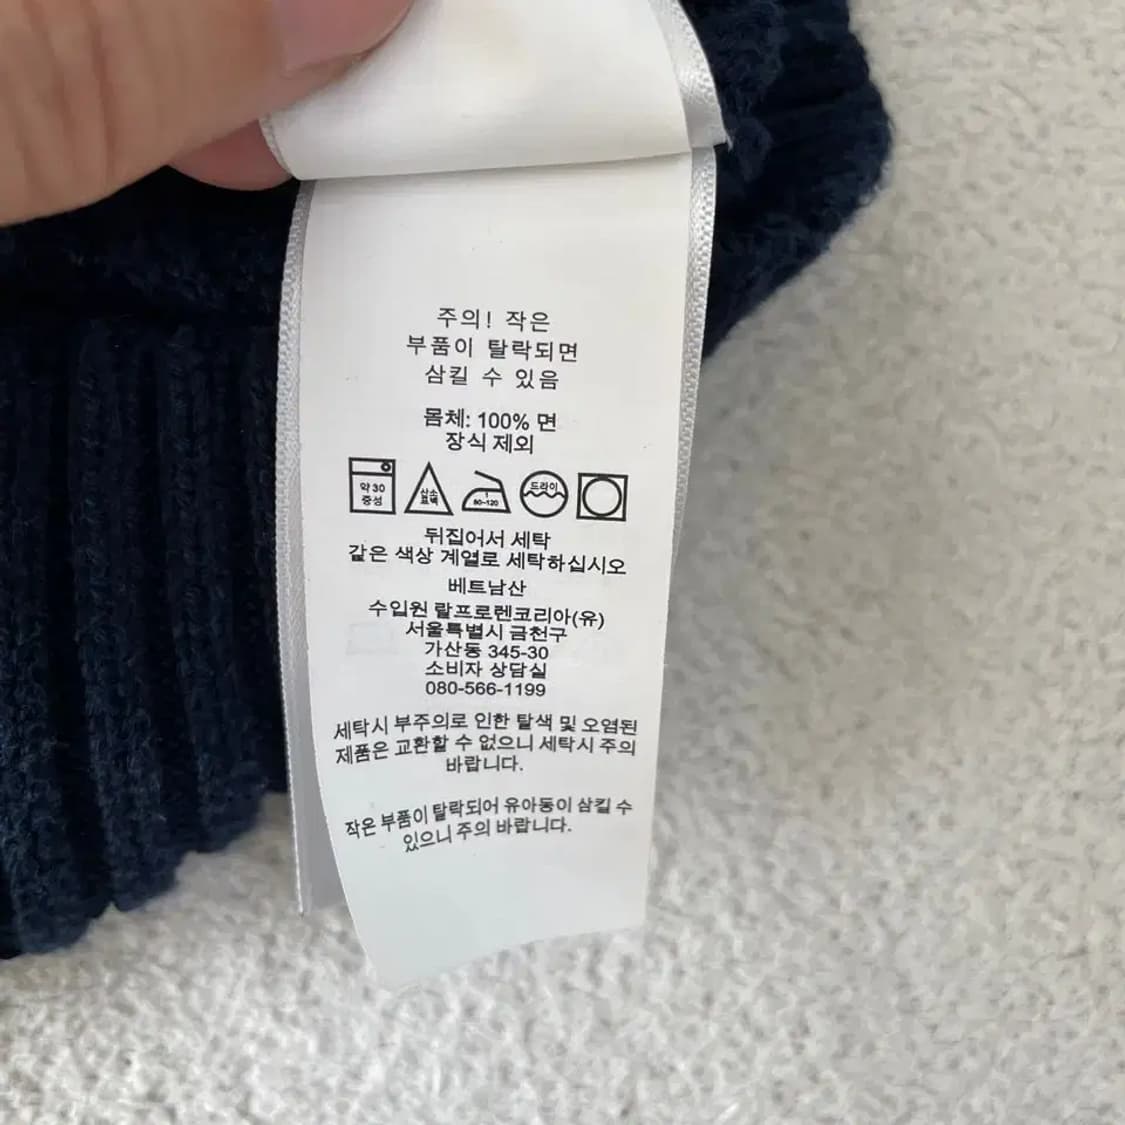 주의! 작은
부품이 탈락되면
삼킬 수 있음
몸체: 100% 면
장식 제외
약 30
중성
산소
표백
80~120
드라이
뒤집어서 세탁
같은 색상 계열로 세탁하십시오
베트남산
수입원 랄프로렌코리아(유)
서울특별시 금천구
가산동 345-30
소비자 상담실
080-566-1199
세탁시 부주의로 인한 탈색 및 오염된
제품은 교환할 수 없으니 세탁시 주의
바랍니다.
작은 부품이 탈락되어 유아동이 삼킬 수
있으니 주의 바랍니다.